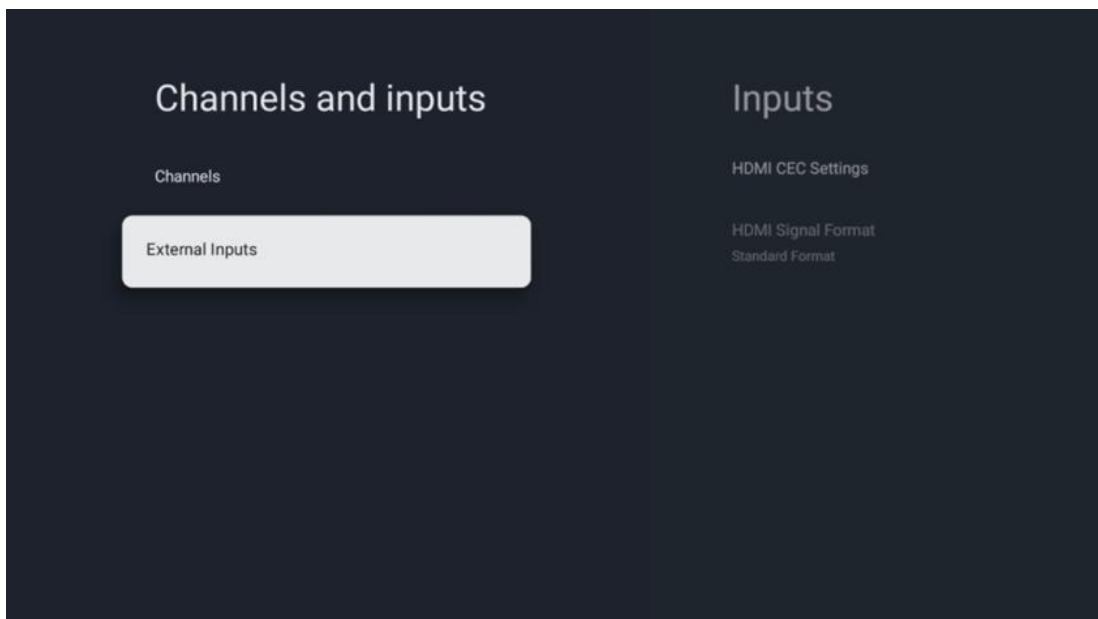 Channels and inputs
Channels
External Inputs
Inputs
HDMI CEC Settings
HDMI Signal Format
Standard Format